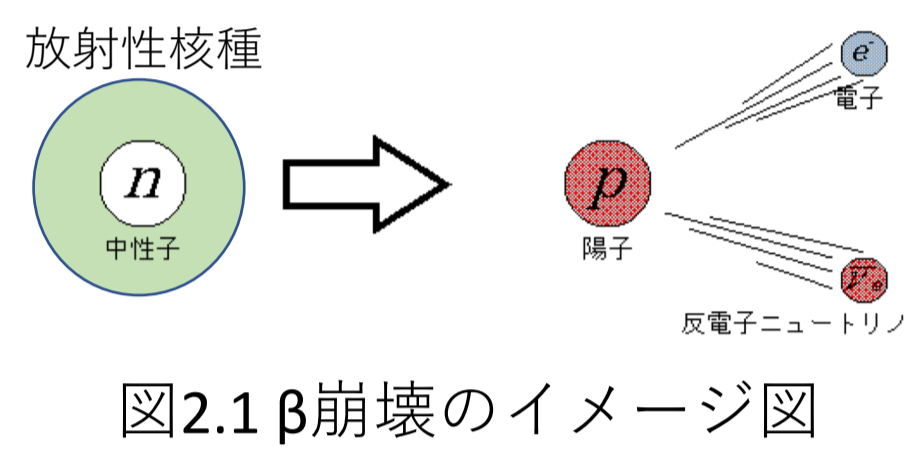 放射性核種
n
中性子
p
陽子
e⁻
電子
ν̅ₑ
反電子ニュートリノ
図2.1 β崩壊のイメージ図